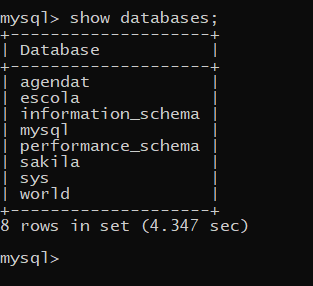 mysql> show databases;
+--------------------+
| Database           |
+--------------------+
| agendat            |
| escola             |
| information_schema |
| mysql              |
| performance_schema |
| sakila             |
| sys                |
| world              |
+--------------------+
8 rows in set (4.347 sec)

mysql>